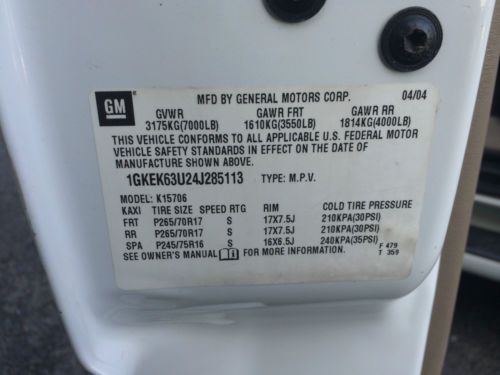 GM
MFD BY GENERAL MOTORS CORP. 04/04
GVWR GAWR FRT GAWR RR
3175KG(7000LB) 1610KG(3550LB) 1814KG(4000LB)
THIS VEHICLE CONFORMS TO ALL APPLICABLE U.S. FEDERAL MOTOR
VEHICLE SAFETY STANDARDS IN EFFECT ON THE DATE OF
MANUFACTURE SHOWN ABOVE.
1GKEK63U24J285113 TYPE: M.P.V.
MODEL: K15706
KAXI TIRE SIZE SPEED RTG RIM COLD TIRE PRESSURE
FRT P265/70R17 S 17X7.5J 210KPA(30PSI)
RR P265/70R17 S 17X7.5J 210KPA(30PSI)
SPA P245/75R16 S 16X6.5J 240KPA(35PSI)
SEE OWNER'S MANUAL FOR MORE INFORMATION.
F 479
T 359